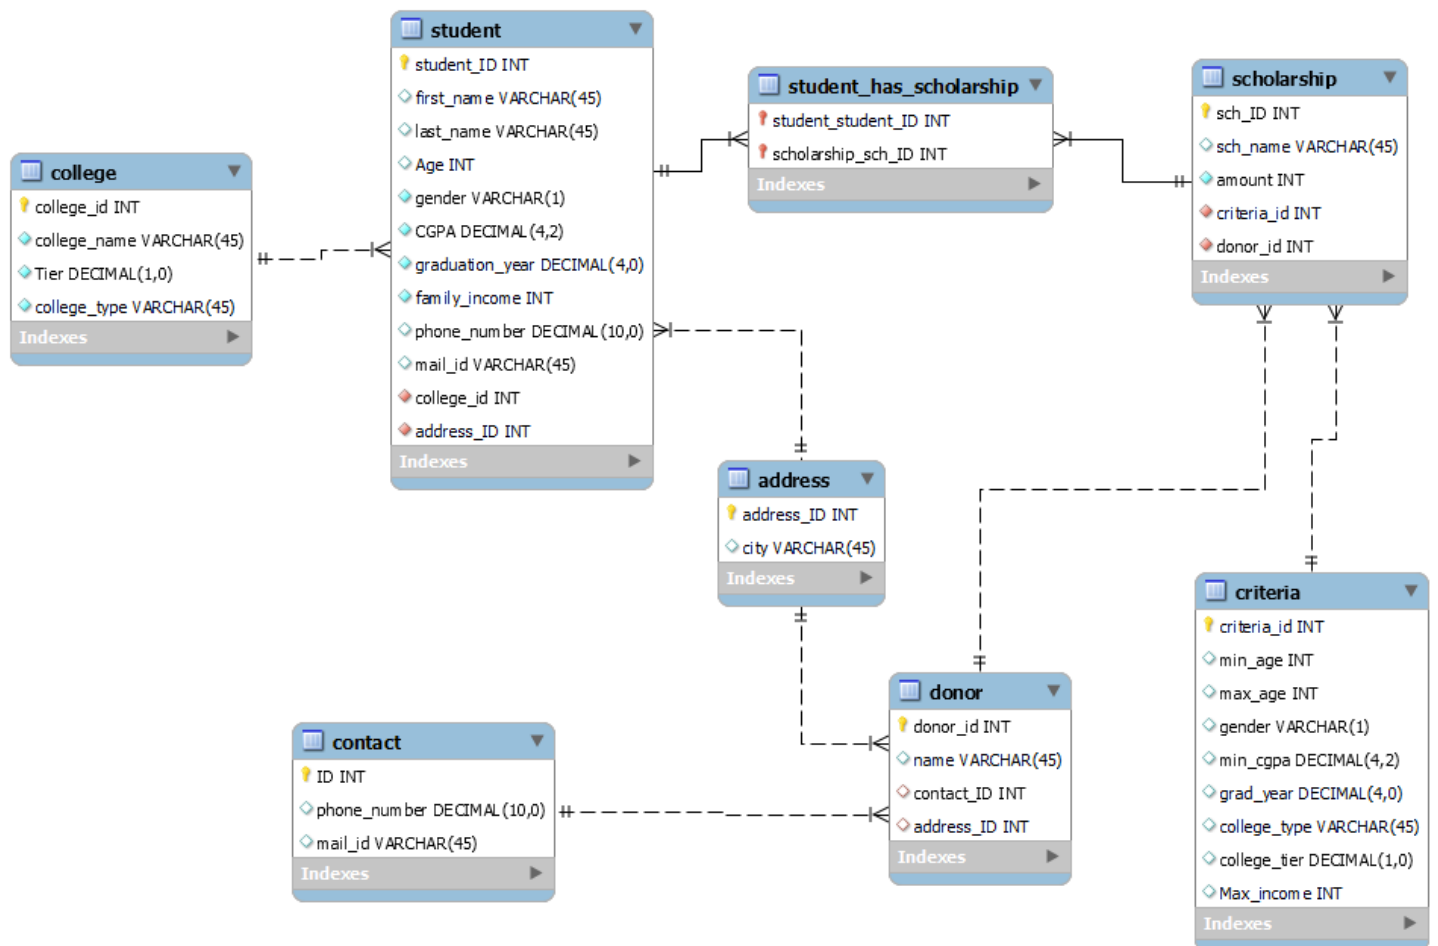 student
student_ID INT
first_name VARCHAR(45)
last_name VARCHAR(45)
Age INT
gender VARCHAR(1)
CGPA DECIMAL(4,2)
graduation_year DECIMAL(4,0)
family_income INT
phone_number DECIMAL(10,0)
mail_id VARCHAR(45)
college_id INT
address_ID INT
Indexes
student_has_scholarship
student_student_ID INT
scholarship_sch_ID INT
Indexes
scholarship
sch_ID INT
sch_name VARCHAR(45)
amount INT
criteria_id INT
donor_id INT
Indexes
college
college_id INT
college_name VARCHAR(45)
Tier DECIMAL(1,0)
college_type VARCHAR(45)
Indexes
address
address_ID INT
city VARCHAR(45)
Indexes
criteria
criteria_id INT
min_age INT
max_age INT
gender VARCHAR(1)
min_cgpa DECIMAL(4,2)
grad_year DECIMAL(4,0)
college_type VARCHAR(45)
college_tier DECIMAL(1,0)
Max_income INT
Indexes
donor
donor_id INT
name VARCHAR(45)
contact_ID INT
address_ID INT
Indexes
contact
ID INT
phone_number DECIMAL(10,0)
mail_id VARCHAR(45)
Indexes